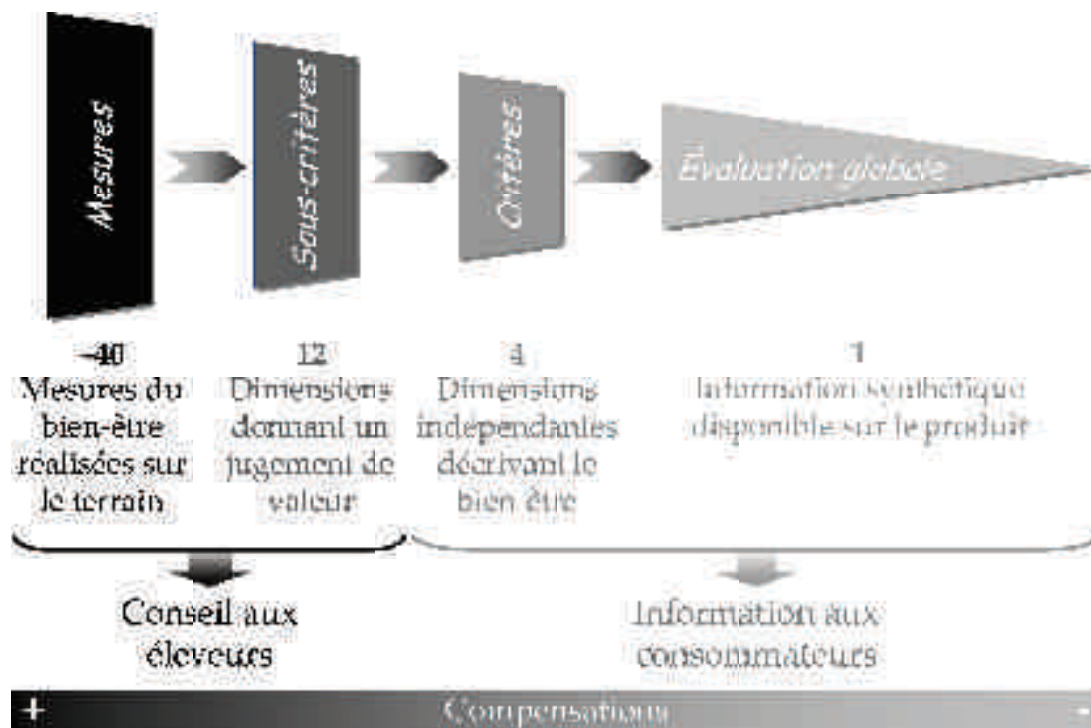 Mesures
Sous-critères
Critères
Évaluation globale
~40
Mesures du
bien-être
réalisées sur
le terrain
12
Dimensions
donnant un
jugement de
valeur
4
Dimensions
indépendantes
décrivant le
bien être
1
Information synthétique
disponible sur le produit
Conseil aux
éleveurs
Information aux
consommateurs
+ Compensations -